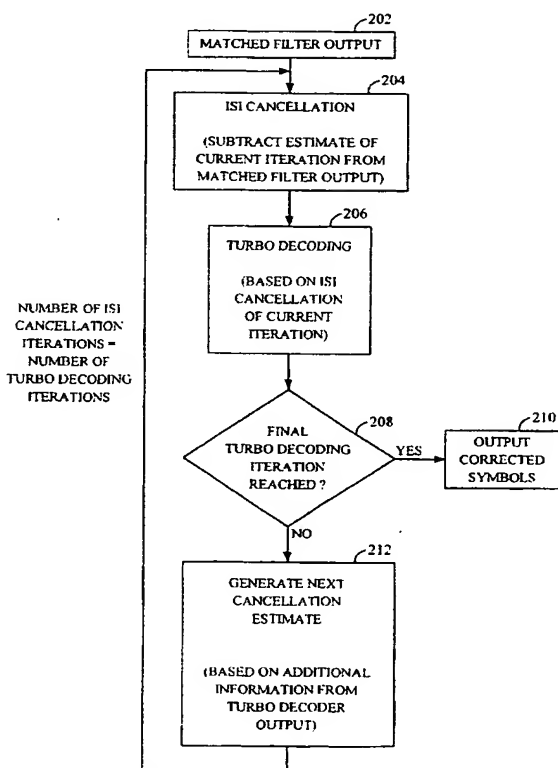 202
MATCHED FILTER OUTPUT
204
ISI CANCELLATION
(SUBTRACT ESTIMATE OF
CURRENT ITERATION FROM
MATCHED FILTER OUTPUT)
206
TURBO DECODING
(BASED ON ISI
CANCELLATION
OF CURRENT
ITERATION)
NUMBER OF ISI
CANCELLATION
ITERATIONS =
NUMBER OF
TURBO DECODING
ITERATIONS
208
FINAL
TURBO DECODING
ITERATION
REACHED ?
YES
210
OUTPUT
CORRECTED
SYMBOLS
NO
212
GENERATE NEXT
CANCELLATION
ESTIMATE
(BASED ON ADDITIONAL
INFORMATION FROM
TURBO DECODER
OUTPUT)